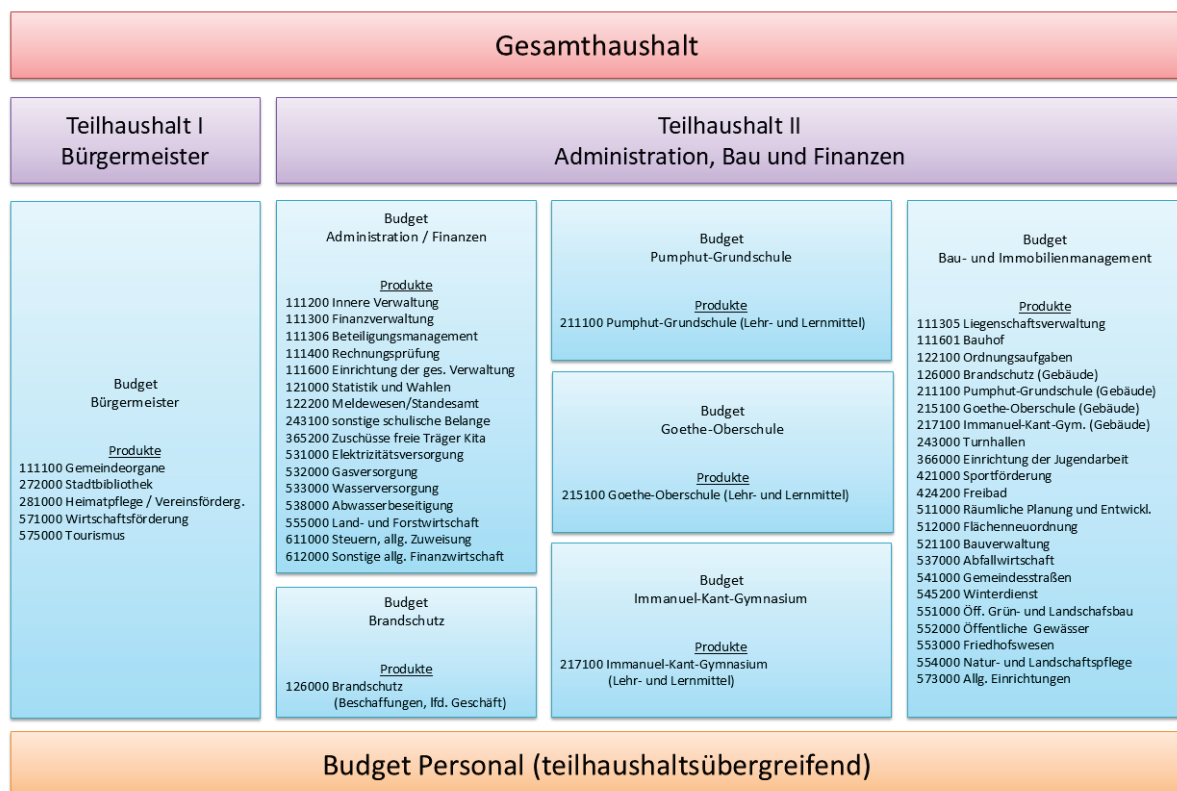 Gesamthaushalt
Teilhaushalt I
Bürgermeister
Teilhaushalt II
Administration, Bau und Finanzen
Budget
Bürgermeister
Produkte
111100 Gemeindeorgane
272000 Stadtbibliothek
281000 Heimatpflege / Vereinsförderg.
571000 Wirtschaftsförderung
575000 Tourismus
Budget
Administration / Finanzen
Produkte
111200 Innere Verwaltung
111300 Finanzverwaltung
111306 Beteiligungsmanagement
111400 Rechnungsprüfung
111600 Einrichtung der ges. Verwaltung
121000 Statistik und Wahlen
122200 Meldewesen/Standesamt
243100 sonstige schulische Belange
365200 Zuschüsse freie Träger Kita
531000 Elektrizitätsversorgung
532000 Gasversorgung
533000 Wasserversorgung
538000 Abwasserbeseitigung
555000 Land- und Forstwirtschaft
611000 Steuern, allg. Zuweisung
612000 Sonstige allg. Finanzwirtschaft
Budget
Brandschutz
Produkte
126000 Brandschutz
(Beschaffungen, lfd. Geschäft)
Budget
Pumphut-Grundschule
Produkte
211100 Pumphut-Grundschule (Lehr- und Lernmittel)
Budget
Goethe-Oberschule
Produkte
215100 Goethe-Oberschule (Lehr- und Lernmittel)
Budget
Immanuel-Kant-Gymnasium
Produkte
217100 Immanuel-Kant-Gymnasium
(Lehr- und Lernmittel)
Budget
Bau- und Immobilienmanagement
Produkte
111305 Liegenschaftsverwaltung
111601 Bauhof
122100 Ordnungsaufgaben
126000 Brandschutz (Gebäude)
211100 Pumphut-Grundschule (Gebäude)
215100 Goethe-Oberschule (Gebäude)
217100 Immanuel-Kant-Gym. (Gebäude)
243000 Turnhallen
366000 Einrichtung der Jugendarbeit
421000 Sportförderung
424200 Freibad
511000 Räumliche Planung und Entwickl.
512000 Flächenneuordnung
521100 Bauverwaltung
537000 Abfallwirtschaft
541000 Gemeindesstraßen
545200 Winterdienst
551000 Öff. Grün- und Landschafsbau
552000 Öffentliche Gewässer
553000 Friedhofswesen
554000 Natur- und Landschaftspflege
573000 Allg. Einrichtungen
Budget Personal (teilhaushaltsübergreifend)